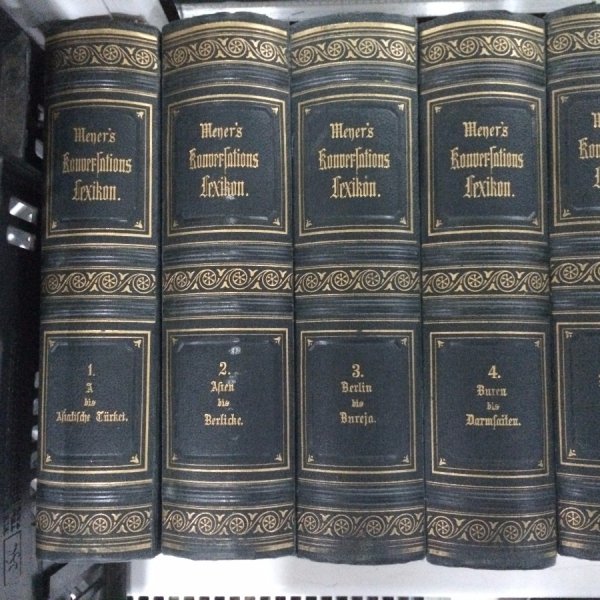 Meyer's
Konversations
Lexikon.
1.
A
bis
Asiatische Türkei.
Meyer's
Konversations
Lexikon.
2.
Asien
bis
Berlicke.
Meyer's
Konversations
Lexikon.
3.
Berlin
bis
Bureja.
Meyer's
Konversations
Lexikon.
4.
Buren
bis
Darmsaiten.